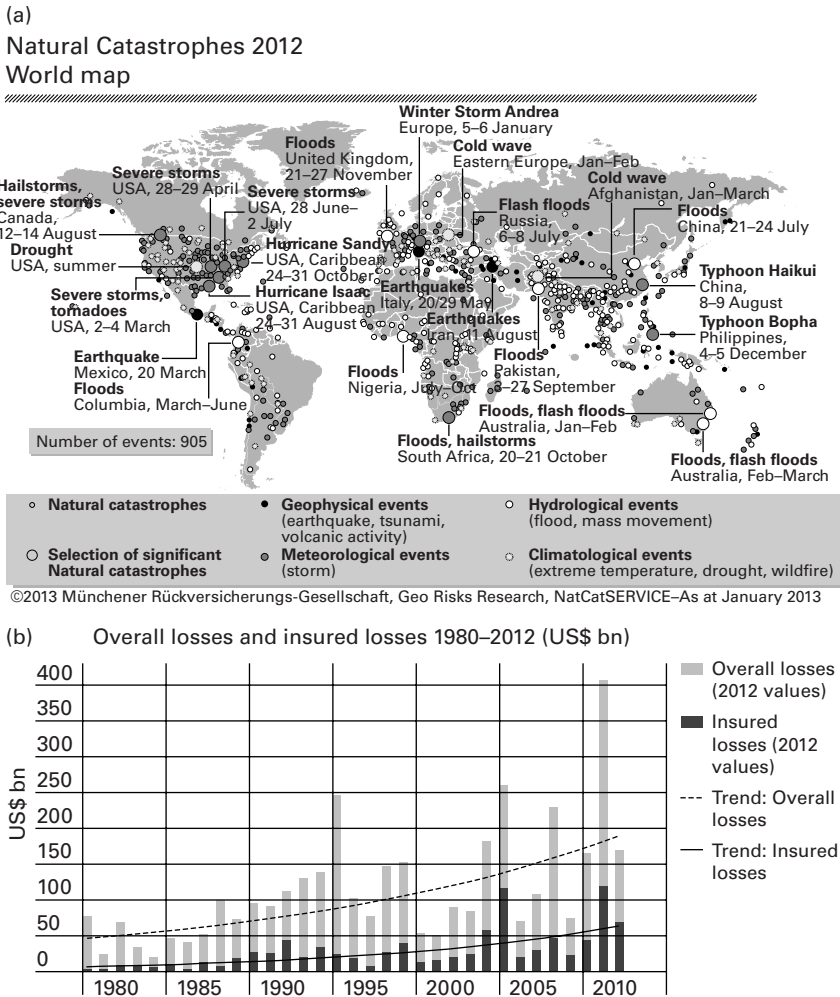 (a)
Natural Catastrophes 2012
World map
Winter Storm Andrea
Europe, 5–6 January
Floods
United Kingdom,
21–27 November
Cold wave
Eastern Europe, Jan–Feb
Severe storms
USA, 28–29 April
Cold wave
Afghanistan, Jan–March
Hailstorms,
severe storms
Canada,
12–14 August
Severe storms
USA, 28 June–
2 July
Flash floods
Russia,
6–8 July
Floods
China, 21–24 July
Drought
USA, summer
Hurricane Sandy
USA, Caribbean
24–31 October
Typhoon Haikui
China,
8–9 August
Severe storms,
tornadoes
USA, 2–4 March
Hurricane Isaac
USA, Caribbean
24–31 August
Earthquakes
Italy, 20/29 May
Earthquakes
Iran, 11 August
Typhoon Bopha
Philippines,
4–5 December
Earthquake
Mexico, 20 March
Floods
Columbia, March–June
Floods
Nigeria, July–Oct
Floods
Pakistan,
3–27 September
Floods, flash floods
Australia, Jan–Feb
Number of events: 905
Floods, hailstorms
South Africa, 20–21 October
Floods, flash floods
Australia, Feb–March
Natural catastrophes
Geophysical events
(earthquake, tsunami,
volcanic activity)
Hydrological events
(flood, mass movement)
Selection of significant
Natural catastrophes
Meteorological events
(storm)
Climatological events
(extreme temperature, drought, wildfire)
©2013 Münchener Rückversicherungs-Gesellschaft, Geo Risks Research, NatCatSERVICE–As at January 2013
(b) Overall losses and insured losses 1980–2012 (US$ bn)
US$ bn
400
350
300
250
200
150
100
50
0
1980 1985 1990 1995 2000 2005 2010
Overall losses
(2012 values)
Insured
losses (2012
values)
Trend: Overall
losses
Trend: Insured
losses